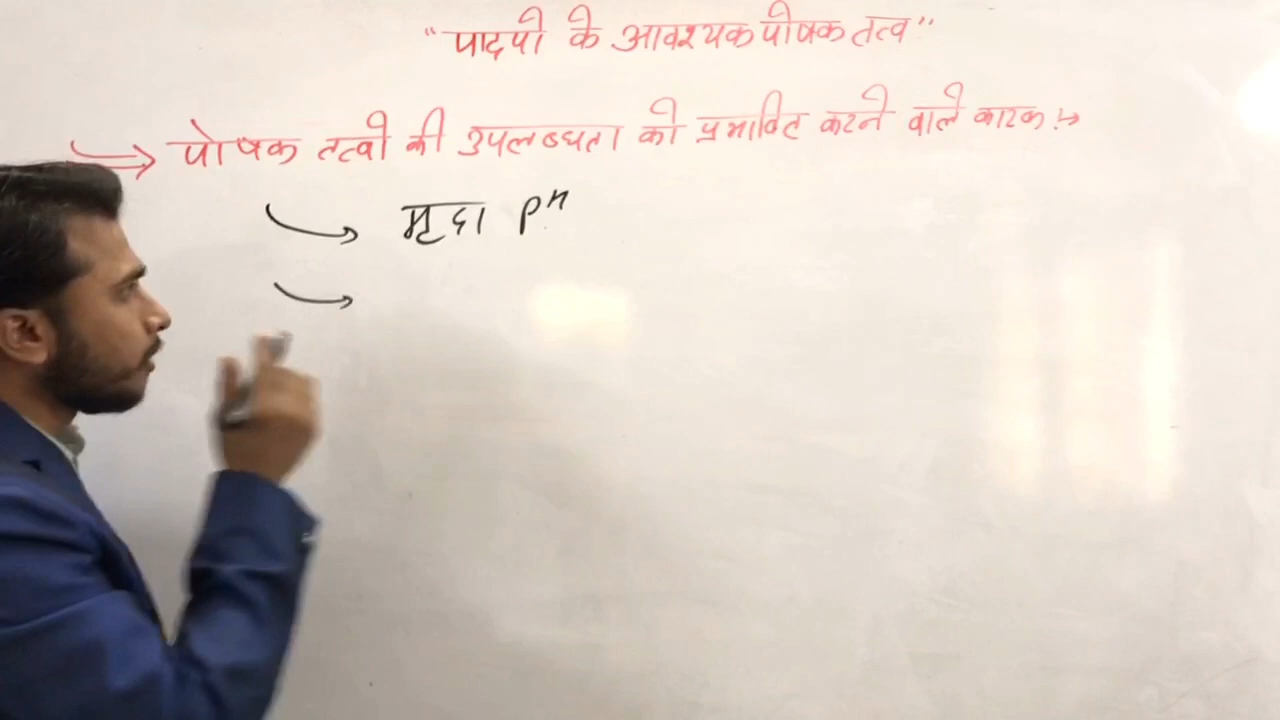 "पादपो के आवश्यक पोषक तत्व"
⇒ पोषक तत्वो की उपलब्धता को प्रभावित करने वाले कारक :→
→ मृदा pH
→